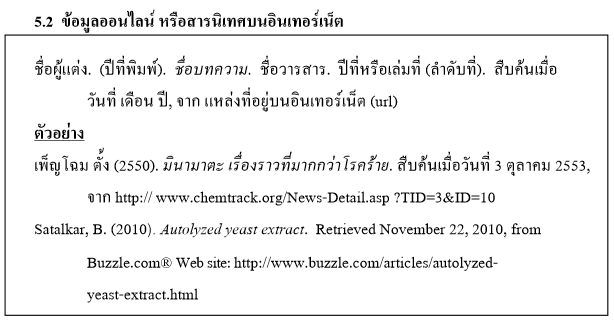 5.2 ข้อมูลออนไลน์ หรือสารนิเทศบนอินเทอร์เน็ต
ชื่อผู้แต่ง. (ปีที่พิมพ์). ชื่อบทความ. ชื่อวารสาร. ปีที่หรือเล่มที่ (ลำดับที่). สืบค้นเมื่อ
วันที่ เดือน ปี, จาก แหล่งที่อยู่บนอินเทอร์เน็ต (url)
ตัวอย่าง
เพ็ญโฉม ตั้ง (2550). มินามาตะ เรื่องราวที่มากกว่าโรคร้าย. สืบค้นเมื่อวันที่ 3 ตุลาคม 2553,
จาก http:// www.chemtrack.org/News-Detail.asp ?TID=3&ID=10
Satalkar, B. (2010). Autolyzed yeast extract. Retrieved November 22, 2010, from
Buzzle.com® Web site: http://www.buzzle.com/articles/autolyzed-
yeast-extract.html